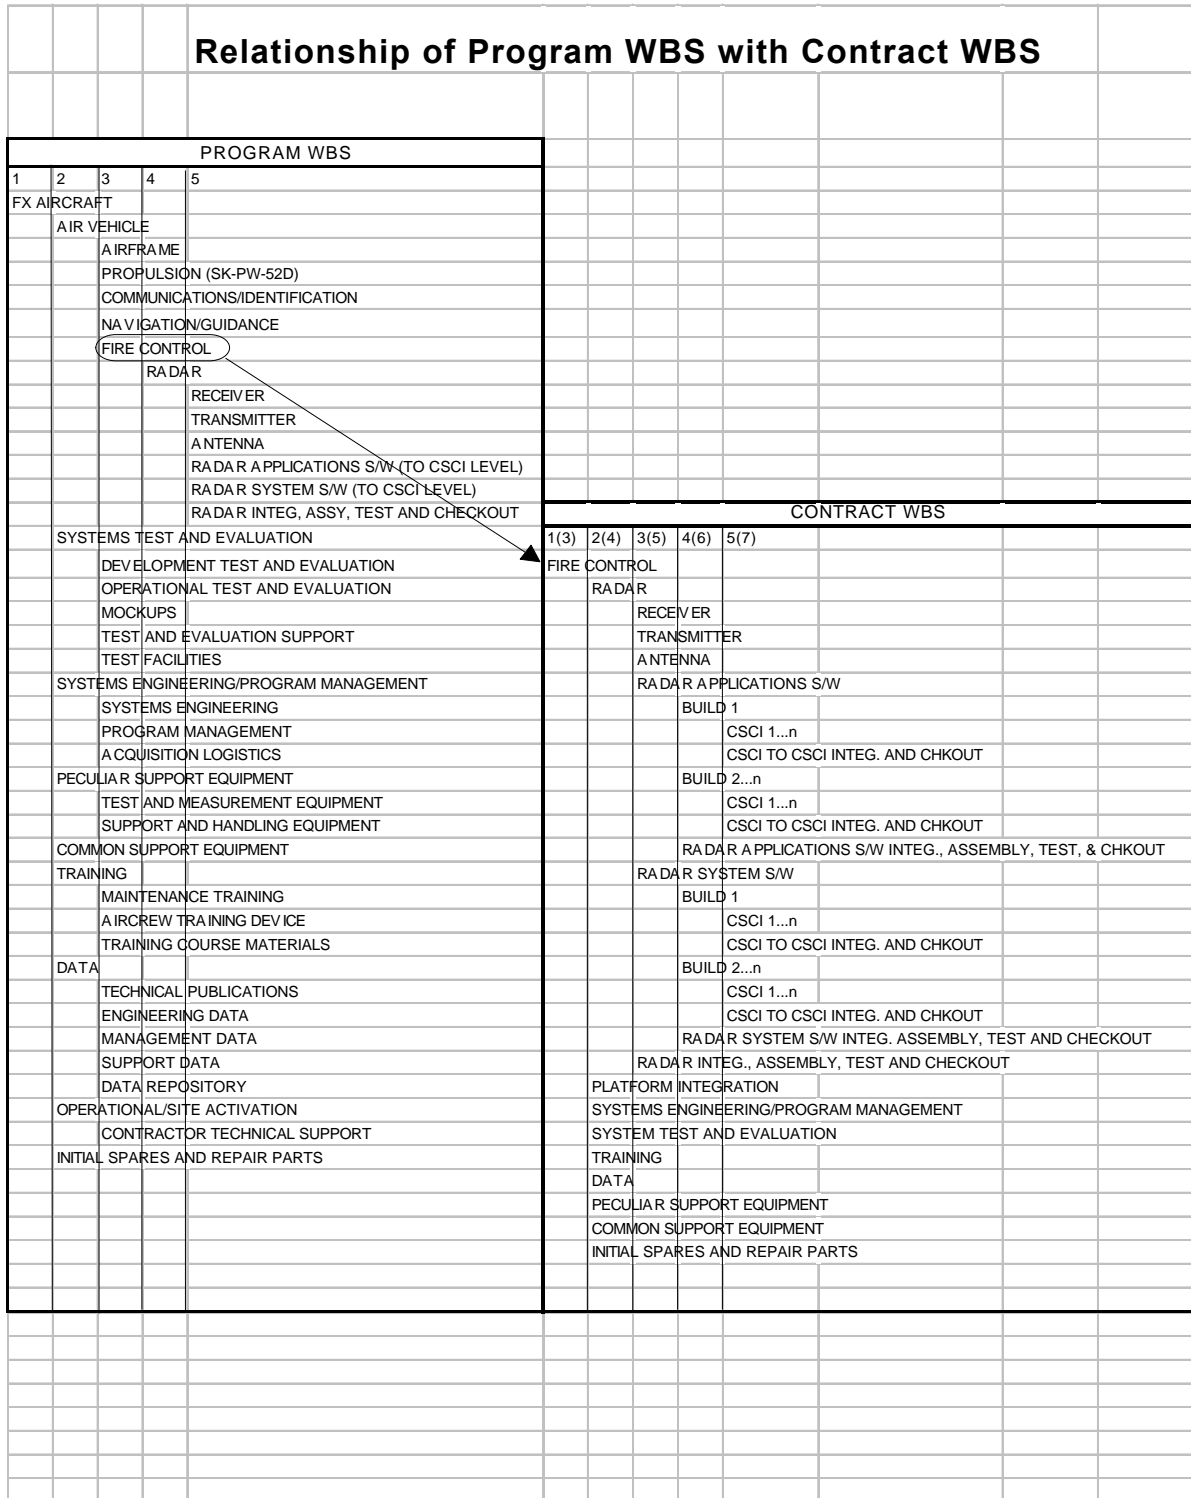 Relationship of Program WBS with Contract WBS
PROGRAM WBS
1 2 3 4 5
FX AIRCRAFT
AIR VEHICLE
AIRFRAME
PROPULSION (SK-PW-52D)
COMMUNICATIONS/IDENTIFICATION
NAVIGATION/GUIDANCE
FIRE CONTROL
RADAR
RECEIVER
TRANSMITTER
ANTENNA
RADAR APPLICATIONS S/W (TO CSCI LEVEL)
RADAR SYSTEM S/W (TO CSCI LEVEL)
RADAR INTEG, ASSY, TEST AND CHECKOUT
SYSTEMS TEST AND EVALUATION
DEVELOPMENT TEST AND EVALUATION
OPERATIONAL TEST AND EVALUATION
MOCKUPS
TEST AND EVALUATION SUPPORT
TEST FACILITIES
SYSTEMS ENGINEERING/PROGRAM MANAGEMENT
SYSTEMS ENGINEERING
PROGRAM MANAGEMENT
ACQUISITION LOGISTICS
PECULIAR SUPPORT EQUIPMENT
TEST AND MEASUREMENT EQUIPMENT
SUPPORT AND HANDLING EQUIPMENT
COMMON SUPPORT EQUIPMENT
TRAINING
MAINTENANCE TRAINING
AIRCREW TRAINING DEVICE
TRAINING COURSE MATERIALS
DATA
TECHNICAL PUBLICATIONS
ENGINEERING DATA
MANAGEMENT DATA
SUPPORT DATA
DATA REPOSITORY
OPERATIONAL/SITE ACTIVATION
CONTRACTOR TECHNICAL SUPPORT
INITIAL SPARES AND REPAIR PARTS
CONTRACT WBS
1(3) 2(4) 3(5) 4(6) 5(7)
FIRE CONTROL
RADAR
RECEIVER
TRANSMITTER
ANTENNA
RADAR APPLICATIONS S/W
BUILD 1
CSCI 1...n
CSCI TO CSCI INTEG. AND CHKOUT
BUILD 2...n
CSCI 1...n
CSCI TO CSCI INTEG. AND CHKOUT
RADAR APPLICATIONS S/W INTEG., ASSEMBLY, TEST, & CHKOUT
RADAR SYSTEM S/W
BUILD 1
CSCI 1...n
CSCI TO CSCI INTEG. AND CHKOUT
BUILD 2...n
CSCI 1...n
CSCI TO CSCI INTEG. AND CHKOUT
RADAR SYSTEM S/W INTEG. ASSEMBLY, TEST AND CHECKOUT
RADAR INTEG., ASSEMBLY, TEST AND CHECKOUT
PLATFORM INTEGRATION
SYSTEMS ENGINEERING/PROGRAM MANAGEMENT
SYSTEM TEST AND EVALUATION
TRAINING
DATA
PECULIAR SUPPORT EQUIPMENT
COMMON SUPPORT EQUIPMENT
INITIAL SPARES AND REPAIR PARTS